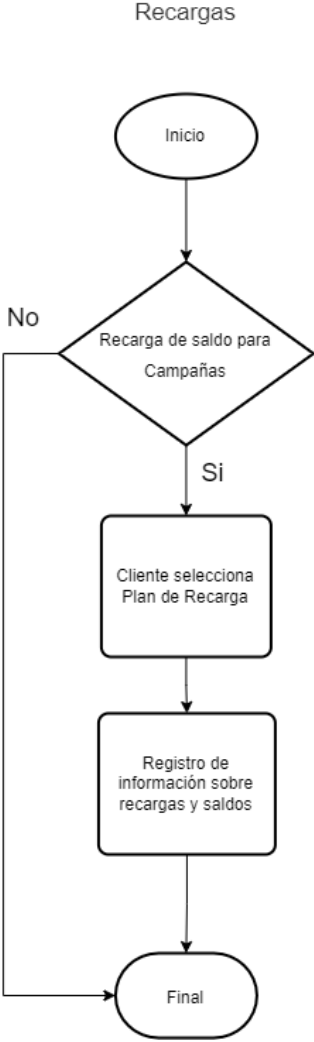 Recargas
Inicio
No
Recarga de saldo para
Campañas
Si
Cliente selecciona
Plan de Recarga
Registro de
información sobre
recargas y saldos
Final